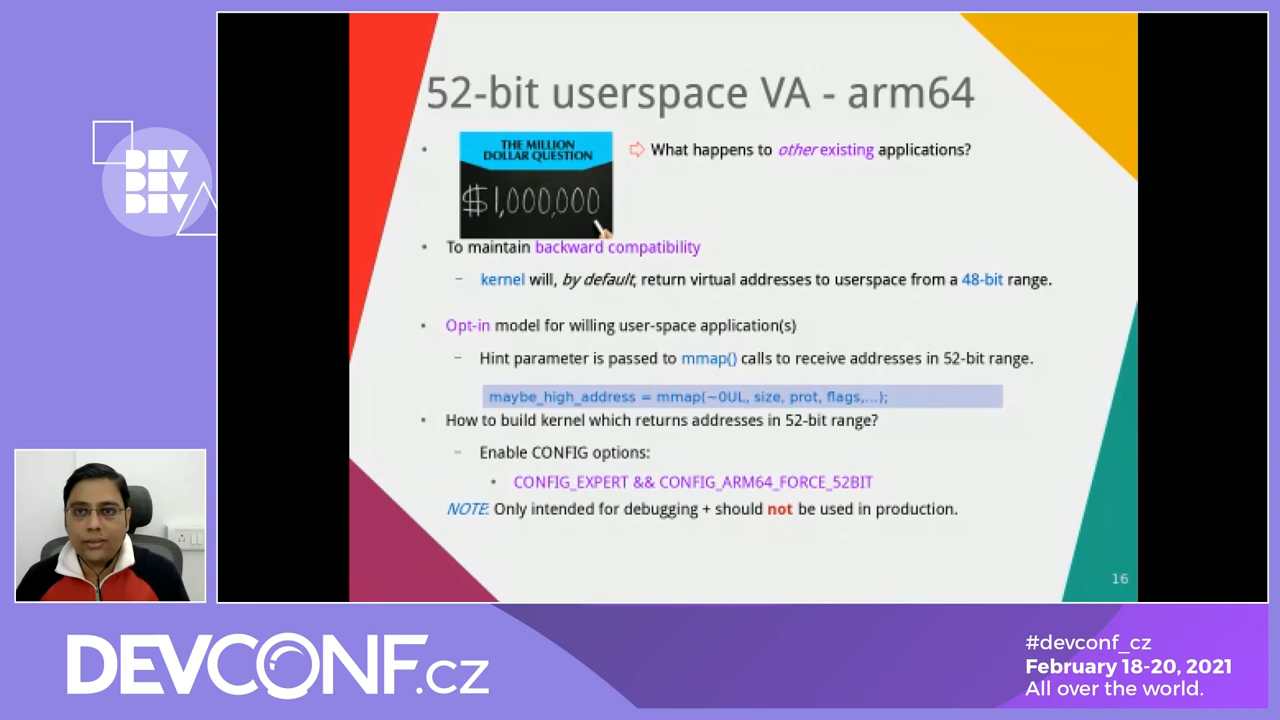 DEV
DEV
DEV
52-bit userspace VA - arm64
THE MILLION
DOLLAR QUESTION
$1,000,000
What happens to other existing applications?
To maintain backward compatibility
kernel will, by default, return virtual addresses to userspace from a 48-bit range.
Opt-in model for willing user-space application(s)
Hint parameter is passed to mmap() calls to receive addresses in 52-bit range.
maybe_high_address = mmap(~0UL, size, prot, flags,...);
How to build kernel which returns addresses in 52-bit range?
Enable CONFIG options:
CONFIG_EXPERT && CONFIG_ARM64_FORCE_52BIT
NOTE: Only intended for debugging + should not be used in production.
16
DEVCONF.cz
#devconf_cz
February 18-20, 2021
All over the world.